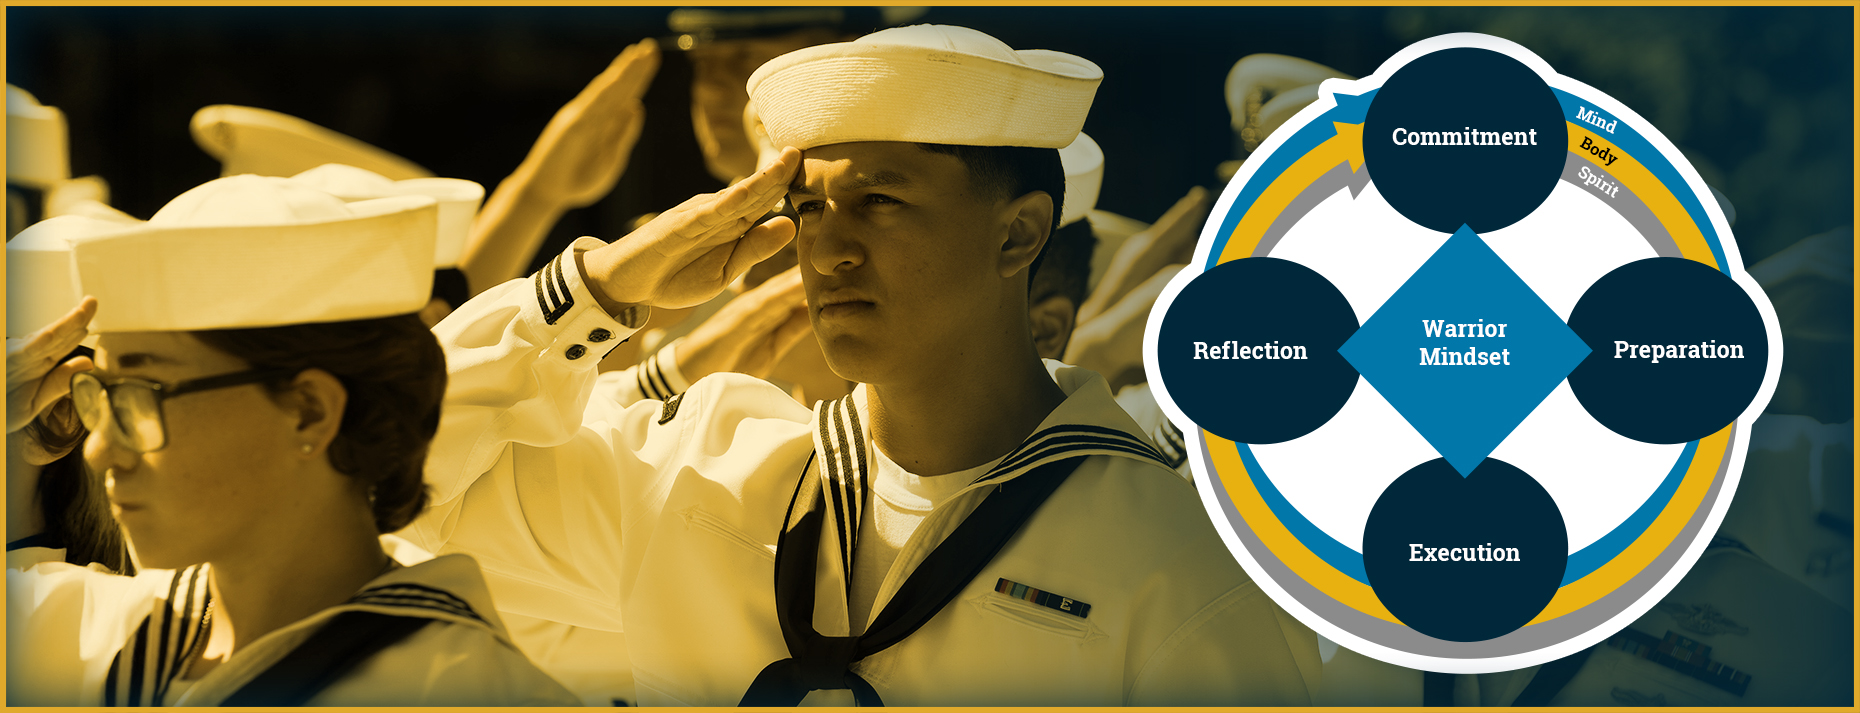 Commitment
Mind
Body
Spirit
Reflection
Warrior
Mindset
Preparation
Execution
E